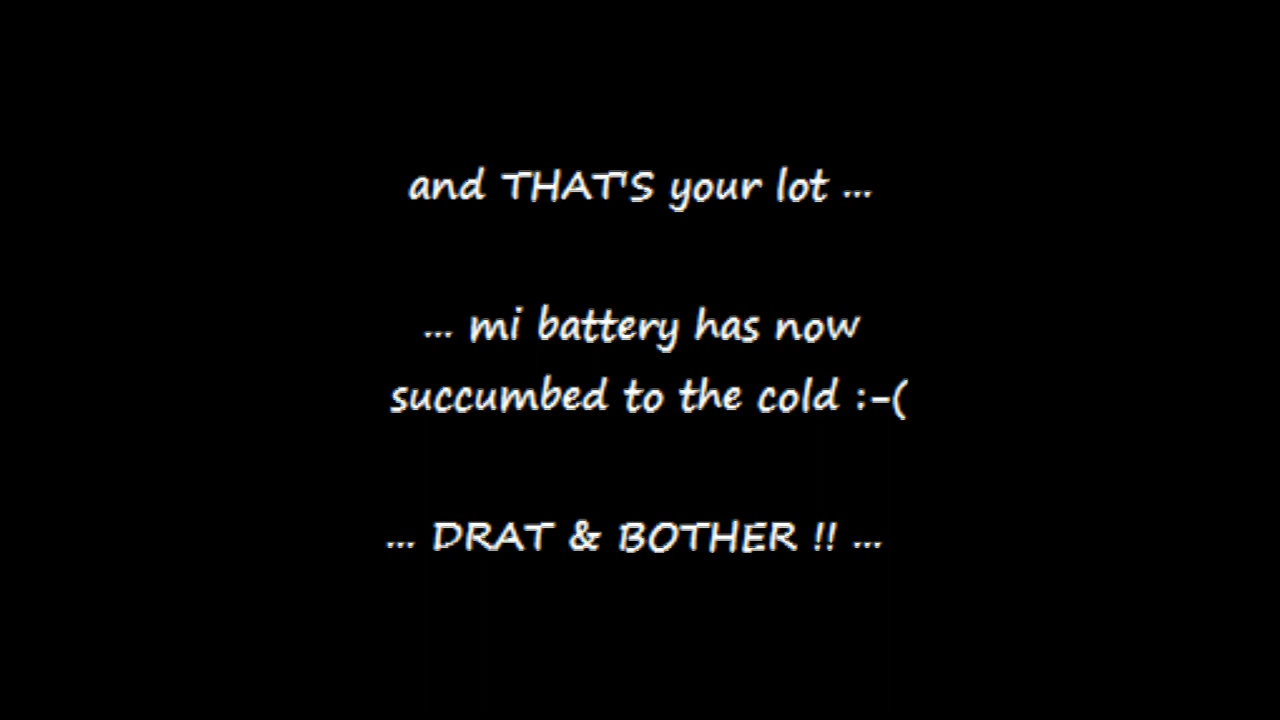 and THAT'S your lot ...
... mi battery has now
succumbed to the cold :-(
... DRAT & BOTHER !! ...